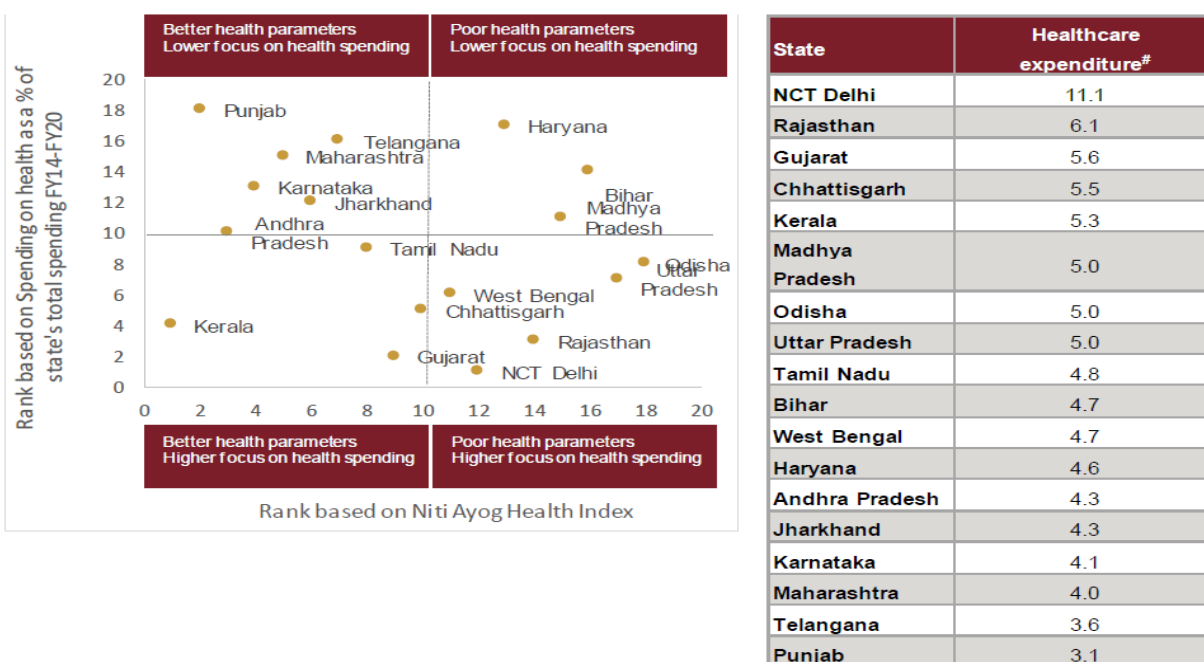 Better health parameters
Lower focus on health spending
Poor health parameters
Lower focus on health spending
Rank based on Spending on health as a % of
state's total spending FY14-FY20
20
18
16
14
12
10
8
6
4
2
0
Punjab
Haryana
Telangana
Maharashtra
Karnataka
Jharkhand
Bihar
Madhya
Pradesh
Andhra
Pradesh
Tamil Nadu
Odisha
Uttar
Pradesh
West Bengal
Chhattisgarh
Kerala
Rajasthan
Gujarat
NCT Delhi
0 2 4 6 8 10 12 14 16 18 20
Better health parameters
Higher focus on health spending
Poor health parameters
Higher focus on health spending
Rank based on Niti Ayog Health Index
State Healthcare
expenditure#
NCT Delhi 11.1
Rajasthan 6.1
Gujarat 5.6
Chhattisgarh 5.5
Kerala 5.3
Madhya
Pradesh 5.0
Odisha 5.0
Uttar Pradesh 5.0
Tamil Nadu 4.8
Bihar 4.7
West Bengal 4.7
Haryana 4.6
Andhra Pradesh 4.3
Jharkhand 4.3
Karnataka 4.1
Maharashtra 4.0
Telangana 3.6
Punjab 3.1